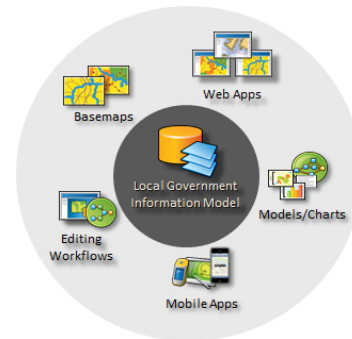 Web Apps
Basemaps
Local Government
Information Model
Models/Charts
Editing
Workflows
Mobile Apps